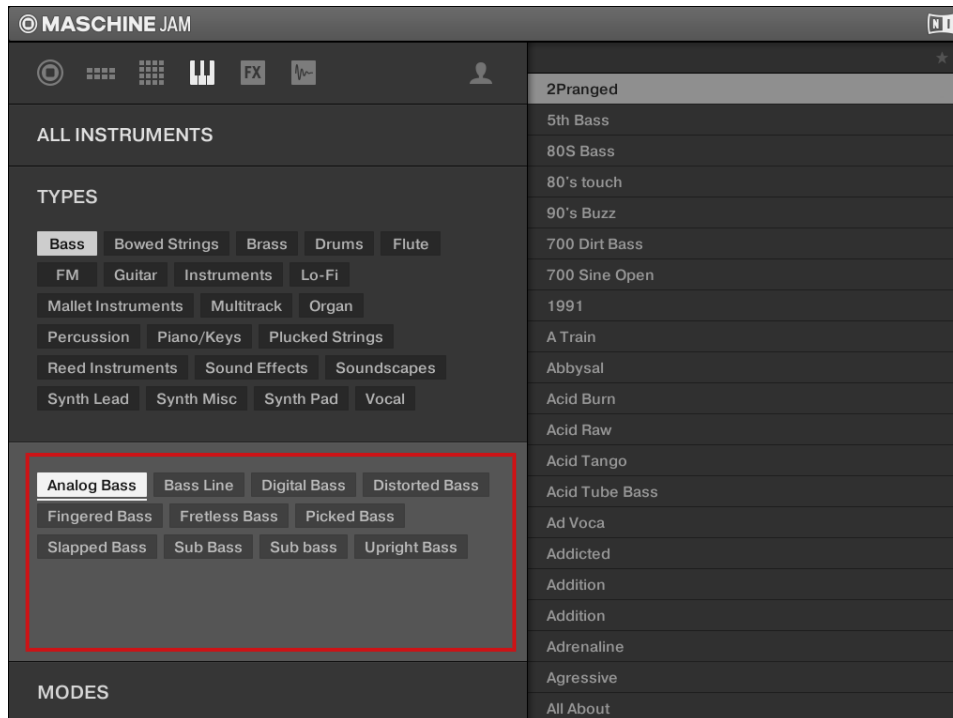 MASCHINE JAM
NI
FX
ALL INSTRUMENTS
TYPES
Bass Bowed Strings Brass Drums Flute
FM Guitar Instruments Lo-Fi
Mallet Instruments Multitrack Organ
Percussion Piano/Keys Plucked Strings
Reed Instruments Sound Effects Soundscapes
Synth Lead Synth Misc Synth Pad Vocal
Analog Bass Bass Line Digital Bass Distorted Bass
Fingered Bass Fretless Bass Picked Bass
Slapped Bass Sub Bass Sub bass Upright Bass
MODES
2Pranged
5th Bass
80S Bass
80's touch
90's Buzz
700 Dirt Bass
700 Sine Open
1991
A Train
Abbysal
Acid Burn
Acid Raw
Acid Tango
Acid Tube Bass
Ad Voca
Addicted
Addition
Addition
Adrenaline
Agressive
All About